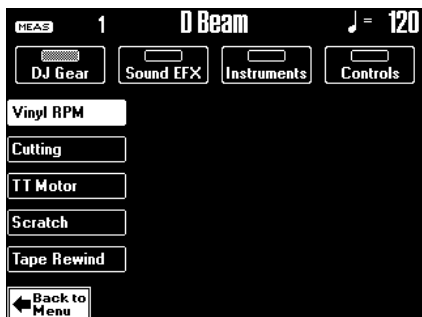 MEAS 1 D Beam ♩= 120
DJ Gear Sound EFX Instruments Controls
Vinyl RPM
Cutting
TT Motor
Scratch
Tape Rewind
Back to
Menu